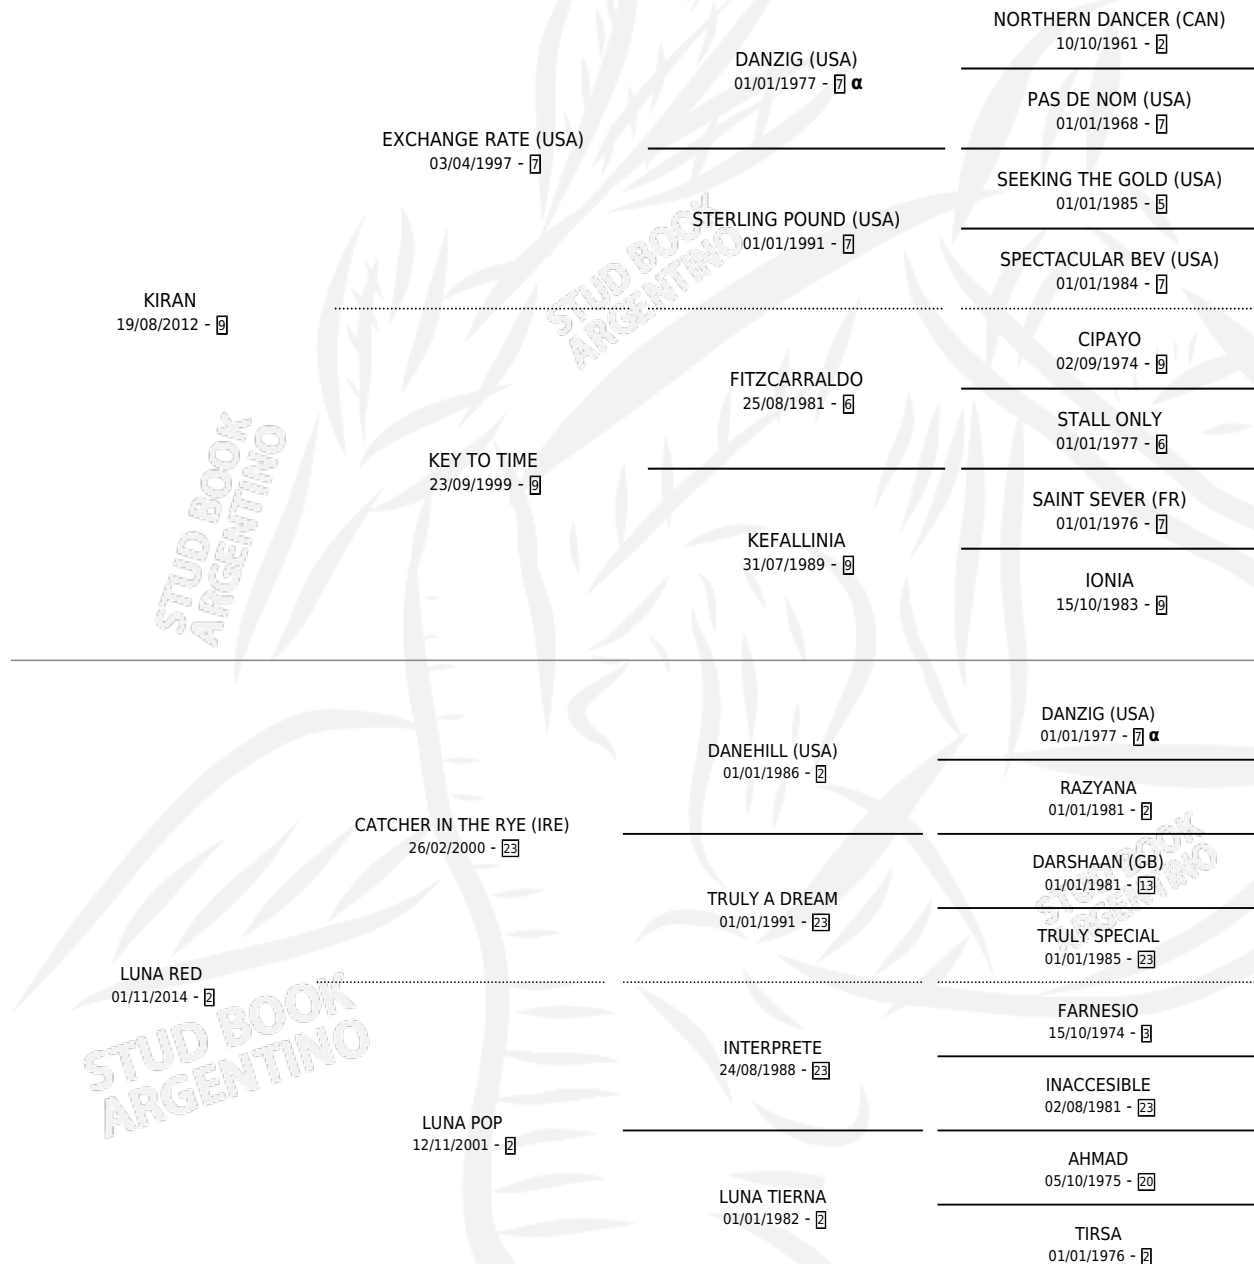 NORTHERN DANCER (CAN)
10/10/1961 - 2
DANZIG (USA)
01/01/1977 - 7 α
PAS DE NOM (USA)
01/01/1968 - 7
EXCHANGE RATE (USA)
03/04/1997 - 7
SEEKING THE GOLD (USA)
01/01/1985 - 5
STERLING POUND (USA)
01/01/1991 - 7
SPECTACULAR BEV (USA)
01/01/1984 - 7
KIRAN
19/08/2012 - 9
CIPAYO
02/09/1974 - 9
FITZCARRALDO
25/08/1981 - 6
STALL ONLY
01/01/1977 - 6
KEY TO TIME
23/09/1999 - 9
SAINT SEVER (FR)
01/01/1976 - 7
KEFALLINIA
31/07/1989 - 9
IONIA
15/10/1983 - 9
DANZIG (USA)
01/01/1977 - 7 α
DANEHILL (USA)
01/01/1986 - 2
RAZYANA
01/01/1981 - 2
CATCHER IN THE RYE (IRE)
26/02/2000 - 23
DARSHAAN (GB)
01/01/1981 - 13
TRULY A DREAM
01/01/1991 - 23
TRULY SPECIAL
01/01/1985 - 23
LUNA RED
01/11/2014 - 2
FARNESIO
15/10/1974 - 3
INTERPRETE
24/08/1988 - 23
INACCESIBLE
02/08/1981 - 23
LUNA POP
12/11/2001 - 2
AHMAD
05/10/1975 - 20
LUNA TIERNA
01/01/1982 - 2
TIRSA
01/01/1976 - 2
STUD BOOK
ARGENTINO
STUD BOOK
ARGENTINO
STUD BOOK
ARGENTINO
STUD BOOK
ARGENTINO